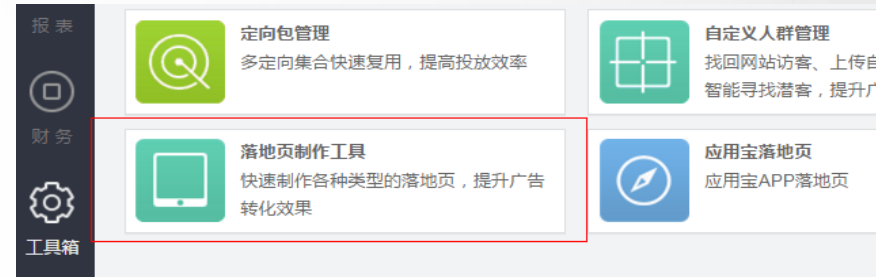 报表
财务
工具箱
定向包管理
多定向集合快速复用，提高投放效率
自定义人群管理
找回网站访客、上传自
智能寻找潜客，提升广
落地页制作工具
快速制作各种类型的落地页，提升广告
转化效果
应用宝落地页
应用宝APP落地页